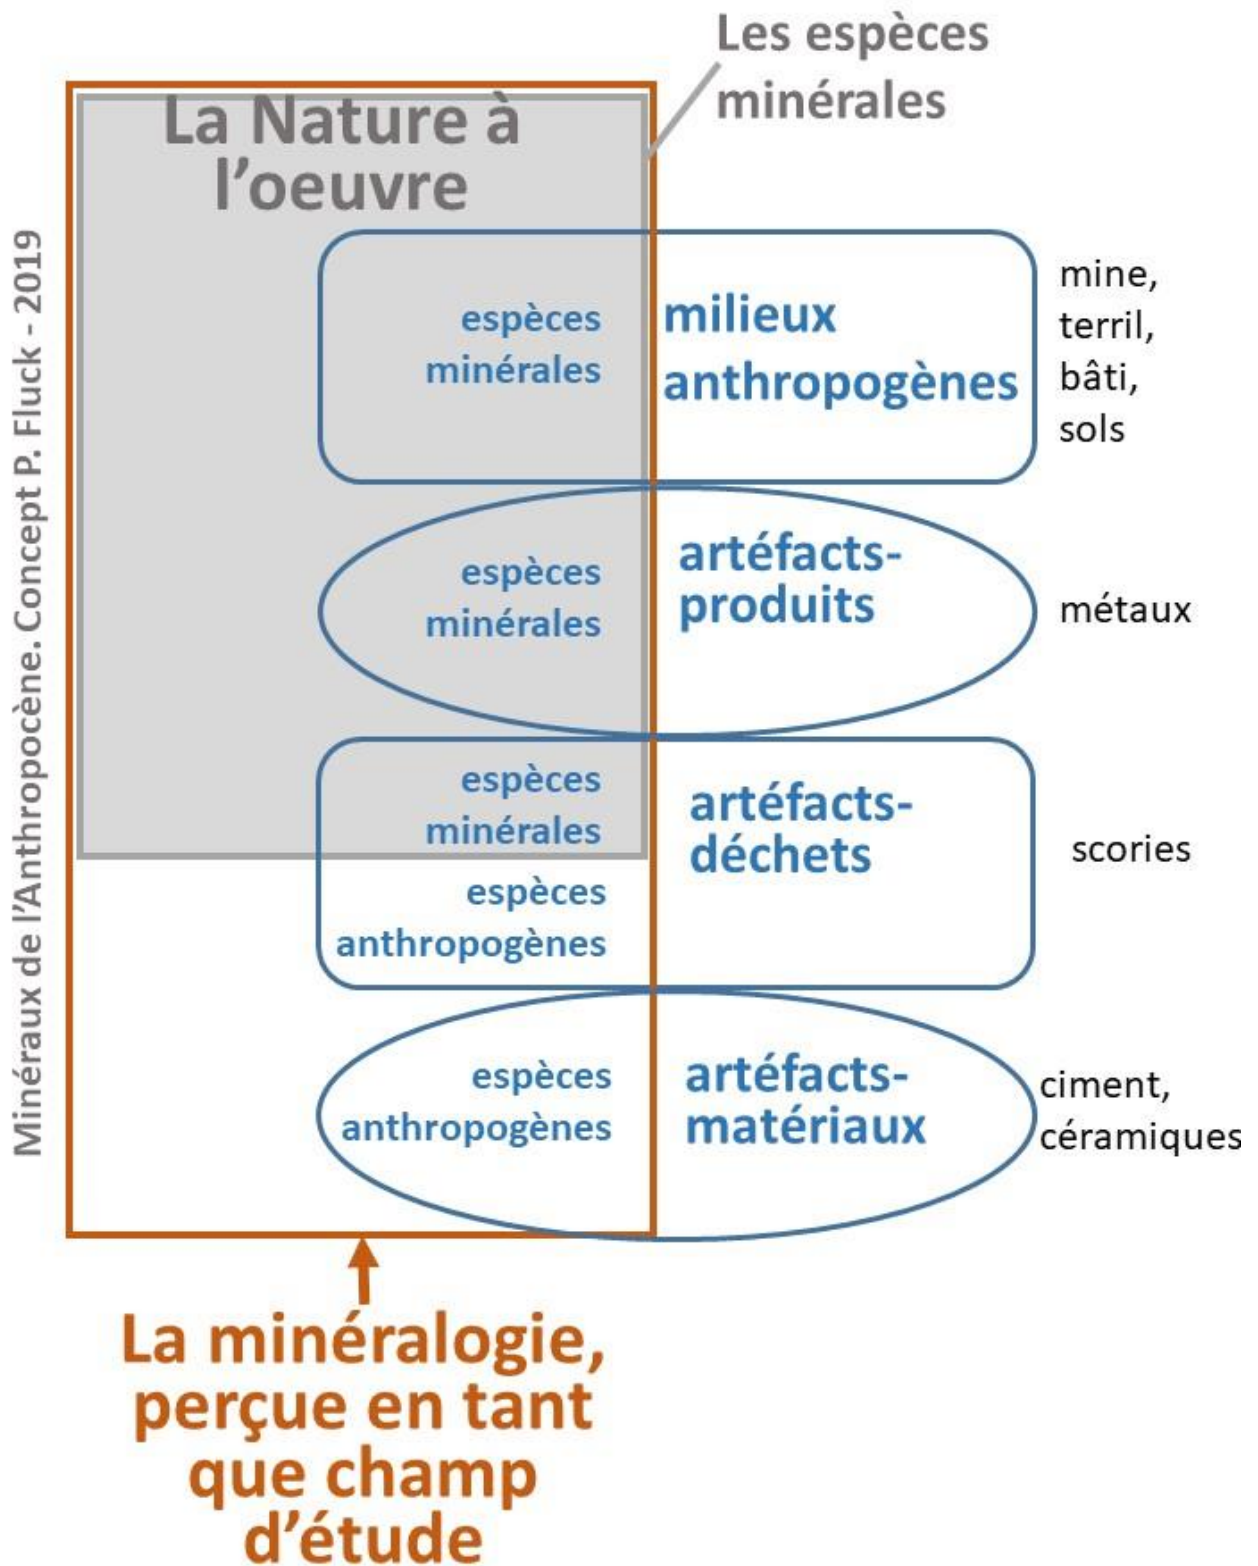 Les espèces
minérales
La Nature à
l'oeuvre
Minéraux de l'Anthropocène. Concept P. Fluck - 2019
espèces
minérales
milieux
anthropogènes
mine,
terril,
bâti,
sols
espèces
minérales
artéfacts-
produits
métaux
espèces
minérales
espèces
anthropogènes
artéfacts-
déchets
scories
espèces
anthropogènes
artéfacts-
matériaux
ciment,
céramiques
La minéralogie,
perçue en tant
que champ
d'étude